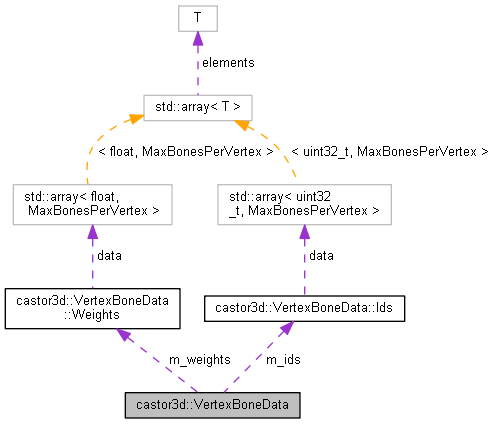 T
elements
std::array< T >
< float, MaxBonesPerVertex >
< uint32_t, MaxBonesPerVertex >
std::array< float,
MaxBonesPerVertex >
std::array< uint32
_t, MaxBonesPerVertex >
data
data
castor3d::VertexBoneData
::Weights
castor3d::VertexBoneData::Ids
m_weights
m_ids
castor3d::VertexBoneData